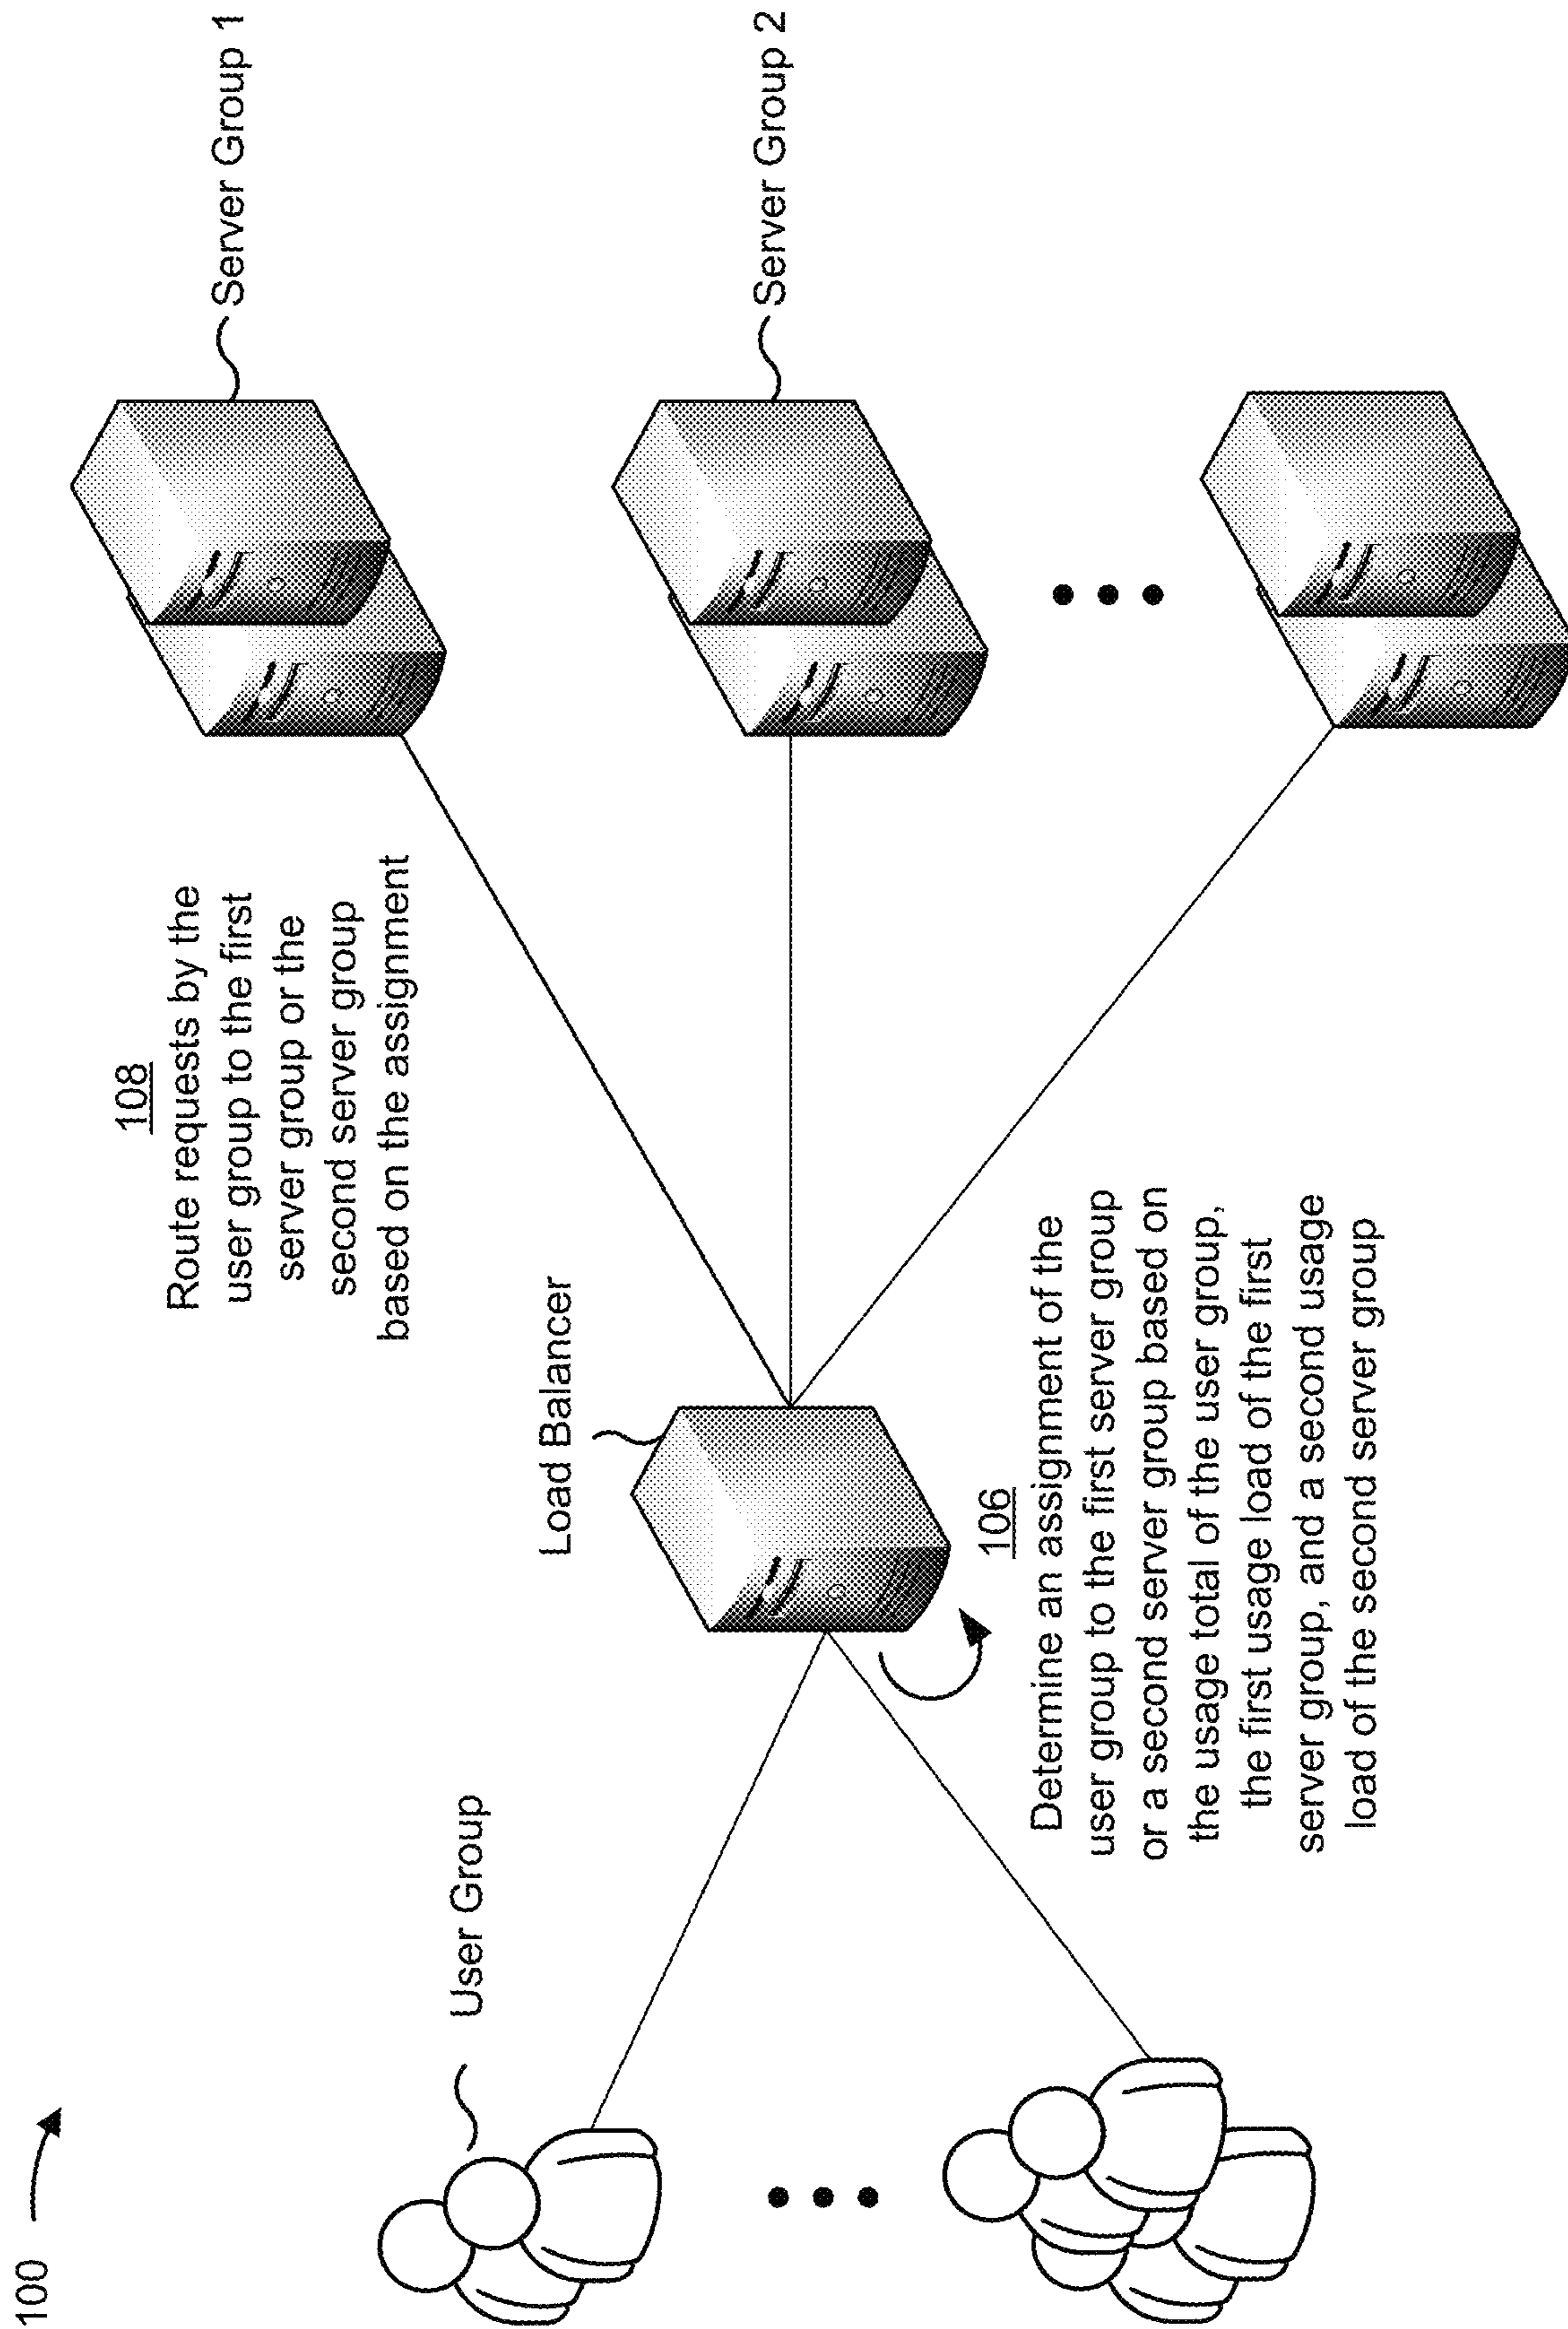 100
User Group
Load Balancer
106
Determine an assignment of the
user group to the first server group
or a second server group based on
the usage total of the user group,
the first usage load of the first
server group, and a second usage
load of the second server group
108
Route requests by the
user group to the first
server group or the
second server group
based on the assignment
Server Group 1
Server Group 2